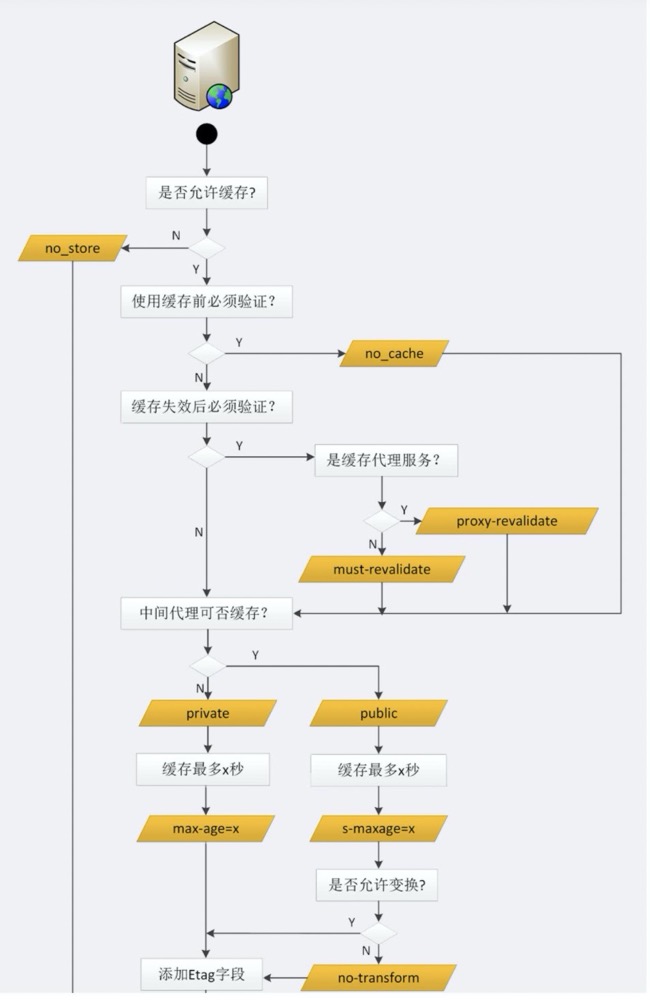 是否允许缓存?
N
no_store
Y
使用缓存前必须验证?
Y
no_cache
N
缓存失效后必须验证?
Y
是缓存代理服务?
Y
proxy-revalidate
N
N
must-revalidate
中间代理可否缓存?
Y
N
private
public
缓存最多x秒
缓存最多x秒
max-age=x
s-maxage=x
是否允许变换?
Y
N
添加Etag字段
no-transform